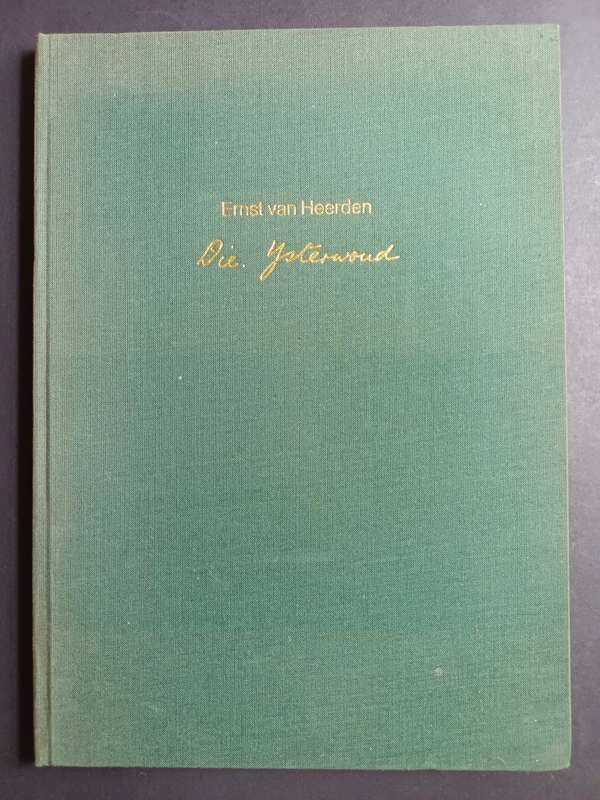 Ernst van Heerden
Die Ysterwoud